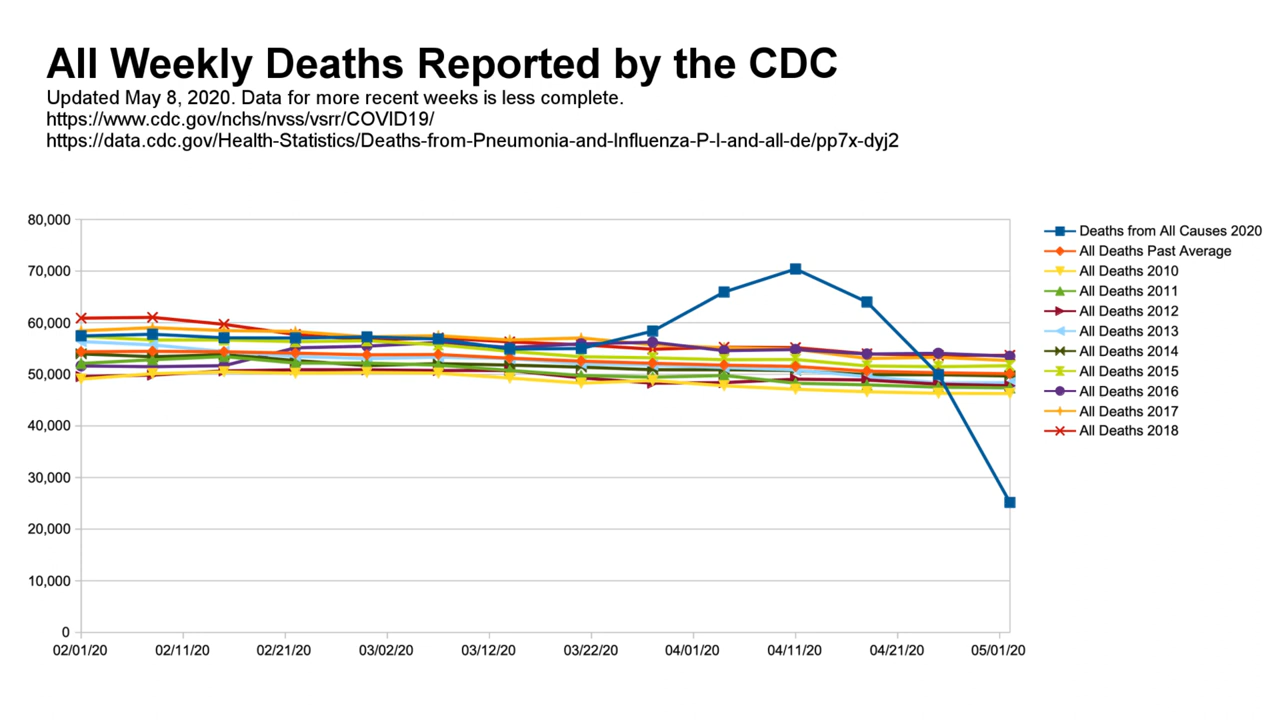 All Weekly Deaths Reported by the CDC
Updated May 8, 2020. Data for more recent weeks is less complete.
https://www.cdc.gov/nchs/nvss/vsrr/COVID19/
https://data.cdc.gov/Health-Statistics/Deaths-from-Pneumonia-and-Influenza-P-I-and-all-de/pp7x-dyj2
80,000
70,000
60,000
50,000
40,000
30,000
20,000
10,000
0
02/01/20 02/11/20 02/21/20 03/02/20 03/12/20 03/22/20 04/01/20 04/11/20 04/21/20 05/01/20
Deaths from All Causes 2020
All Deaths Past Average
All Deaths 2010
All Deaths 2011
All Deaths 2012
All Deaths 2013
All Deaths 2014
All Deaths 2015
All Deaths 2016
All Deaths 2017
All Deaths 2018